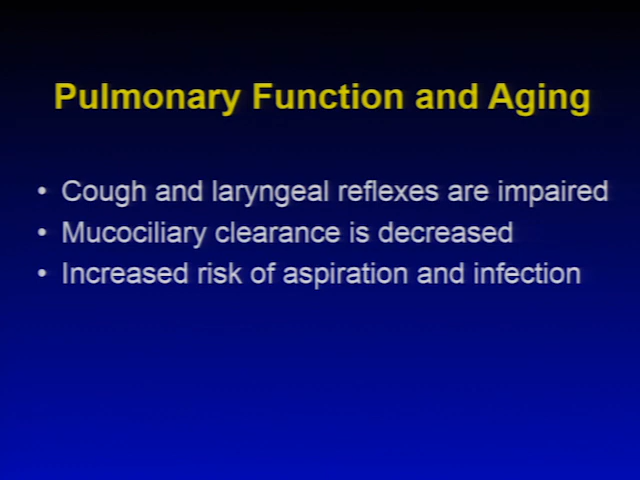 Pulmonary Function and Aging
• Cough and laryngeal reflexes are impaired
• Mucociliary clearance is decreased
• Increased risk of aspiration and infection